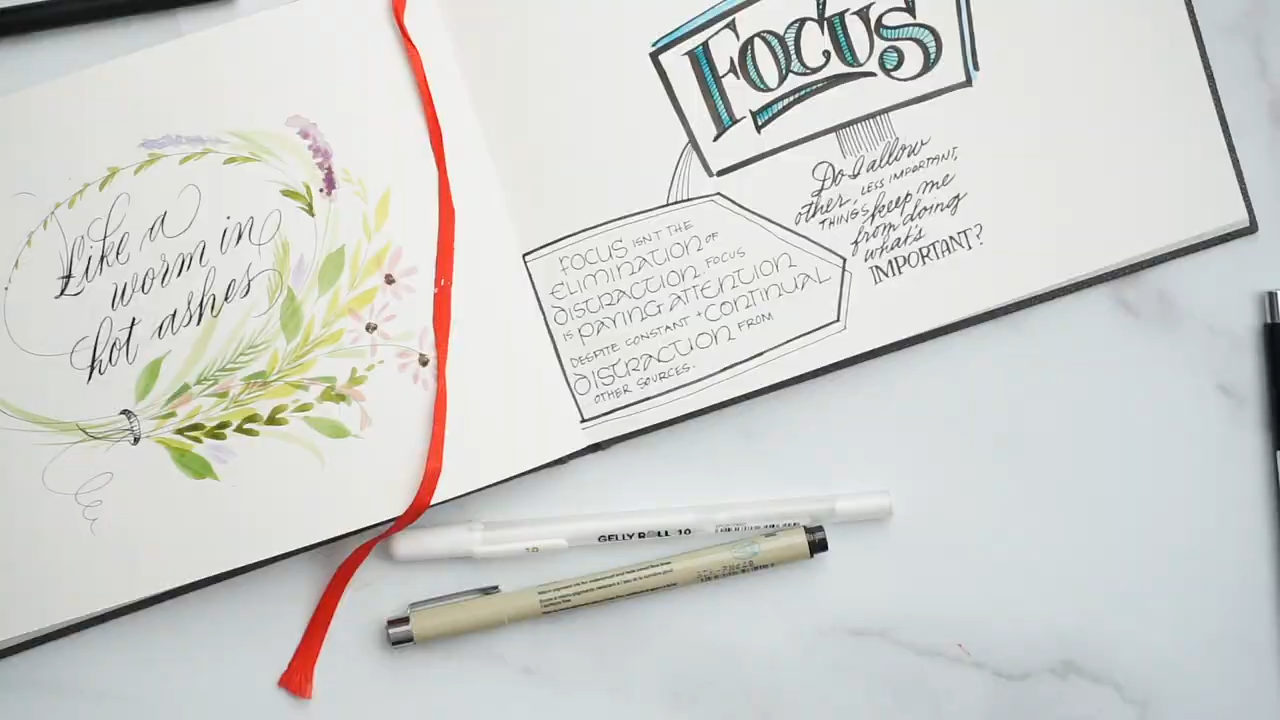 Like a
worm in
hot ashes
FOCUS
FOCUS ISN'T THE
ELIMINATION OF
DISTRACTION. FOCUS
IS PAYING ATTENTION
DESPITE CONSTANT + CONTINUAL
DISTRACTION FROM
OTHER SOURCES.
Do I allow
other, LESS IMPORTANT,
THINGS keep me
from doing
what's
IMPORTANT?
GELLY ROLL 10
10